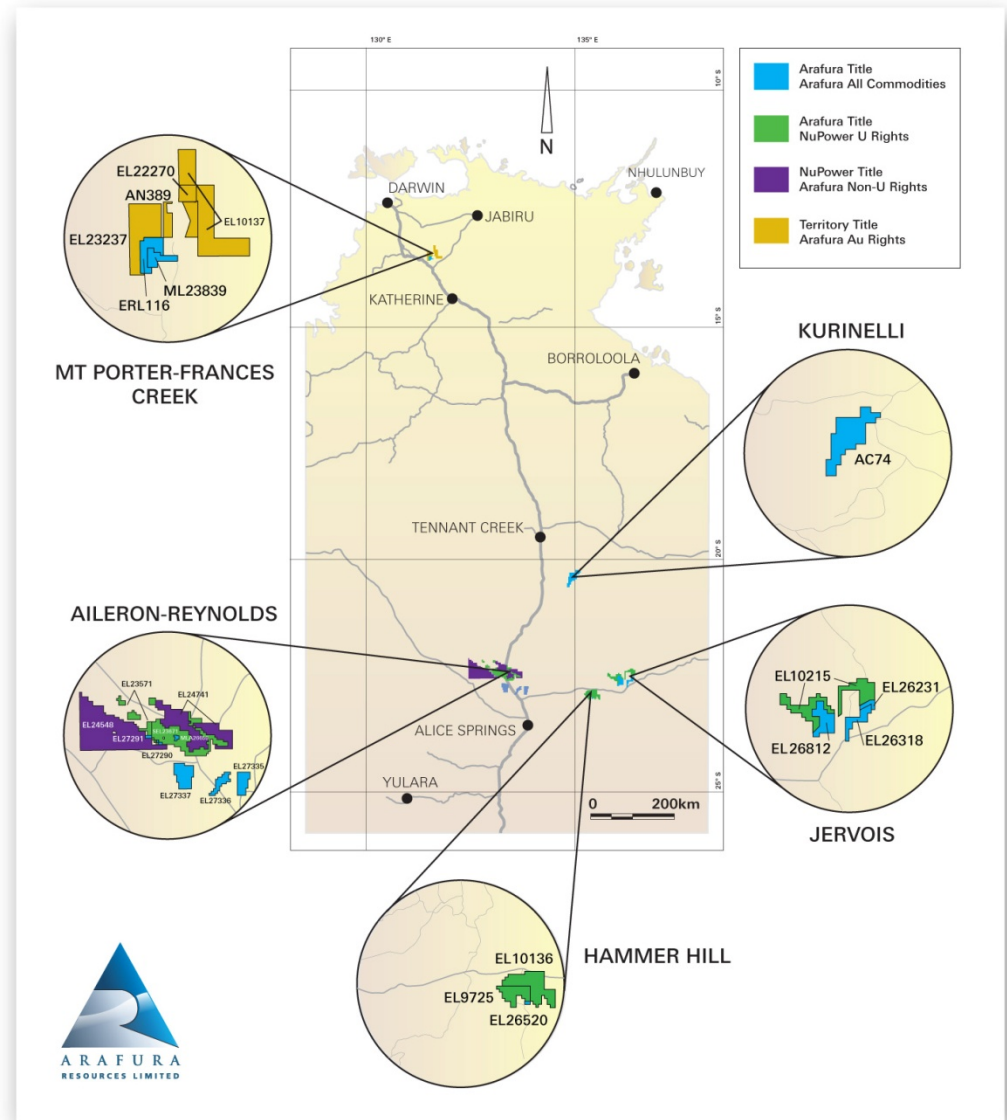 130° E
135° E
10° S
15° S
20° S
25° S
N
Arafura Title
Arafura All Commodities
Arafura Title
NuPower U Rights
NuPower Title
Arafura Non-U Rights
Territory Title
Arafura Au Rights
DARWIN
JABIRU
NHULUNBUY
KATHERINE
BORROLOOLA
TENNANT CREEK
ALICE SPRINGS
YULARA
0 200km
EL22270
AN389
EL10137
EL23237
ML23839
ERL116
MT PORTER-FRANCES
CREEK
KURINELLI
AC74
AILERON-REYNOLDS
EL23571
EL24741
EL24548
EL27291
EL27290
EL27335
EL27337
EL27336
EL10215
EL26231
EL26812
EL26318
JERVOIS
HAMMER HILL
EL10136
EL9725
EL26520
ARAFURA
RESOURCES LIMITED